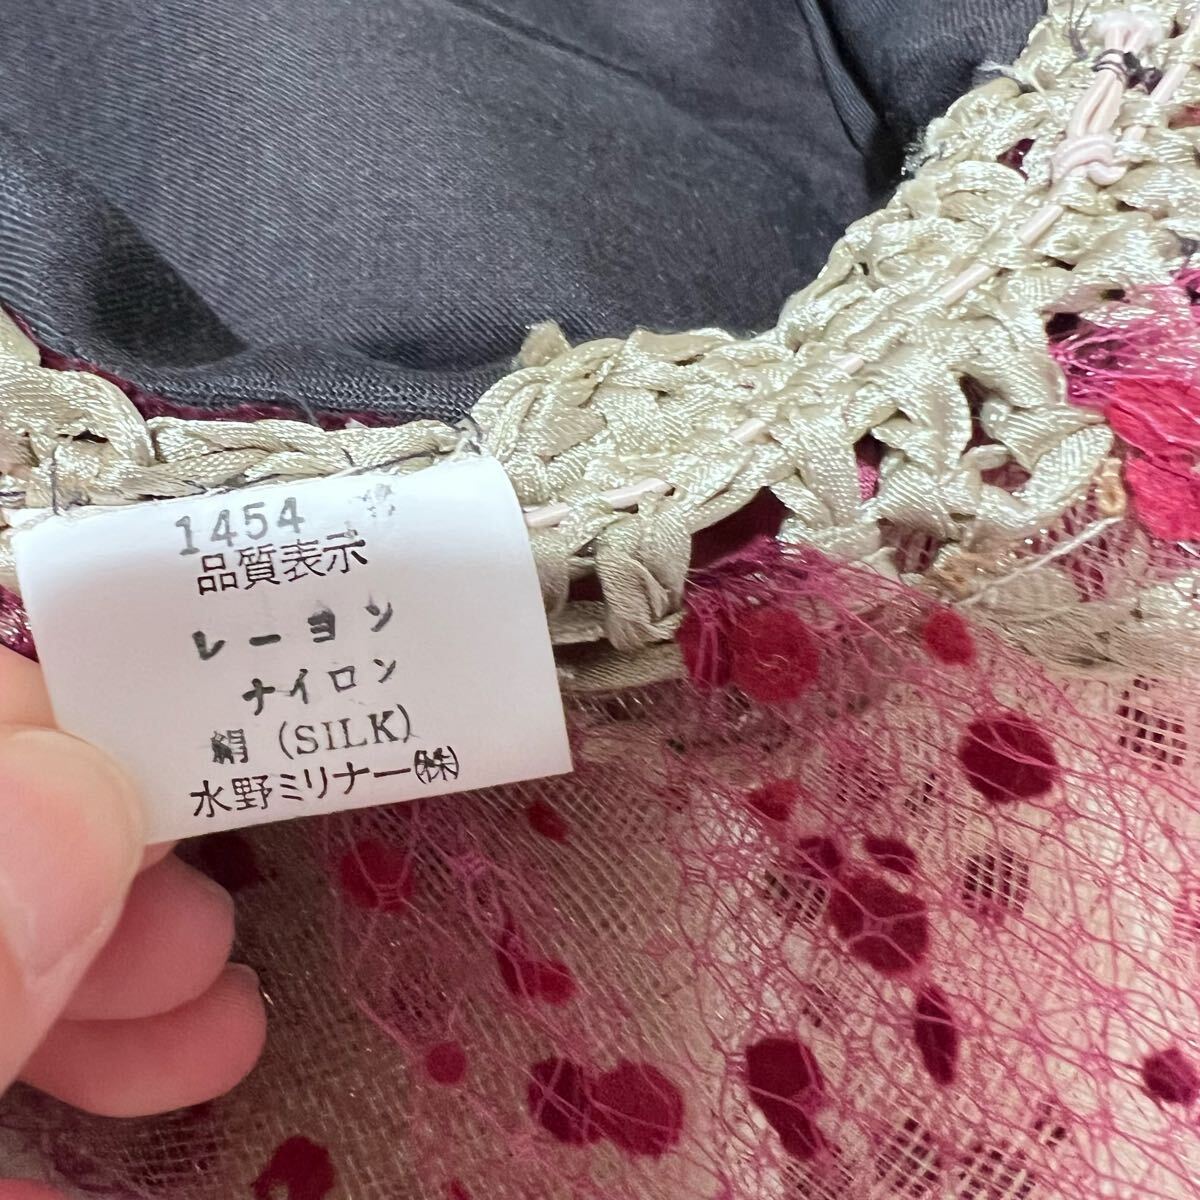 1454
品質表示
レーヨン
ナイロン
絹 (SILK)
水野ミリナー㈱